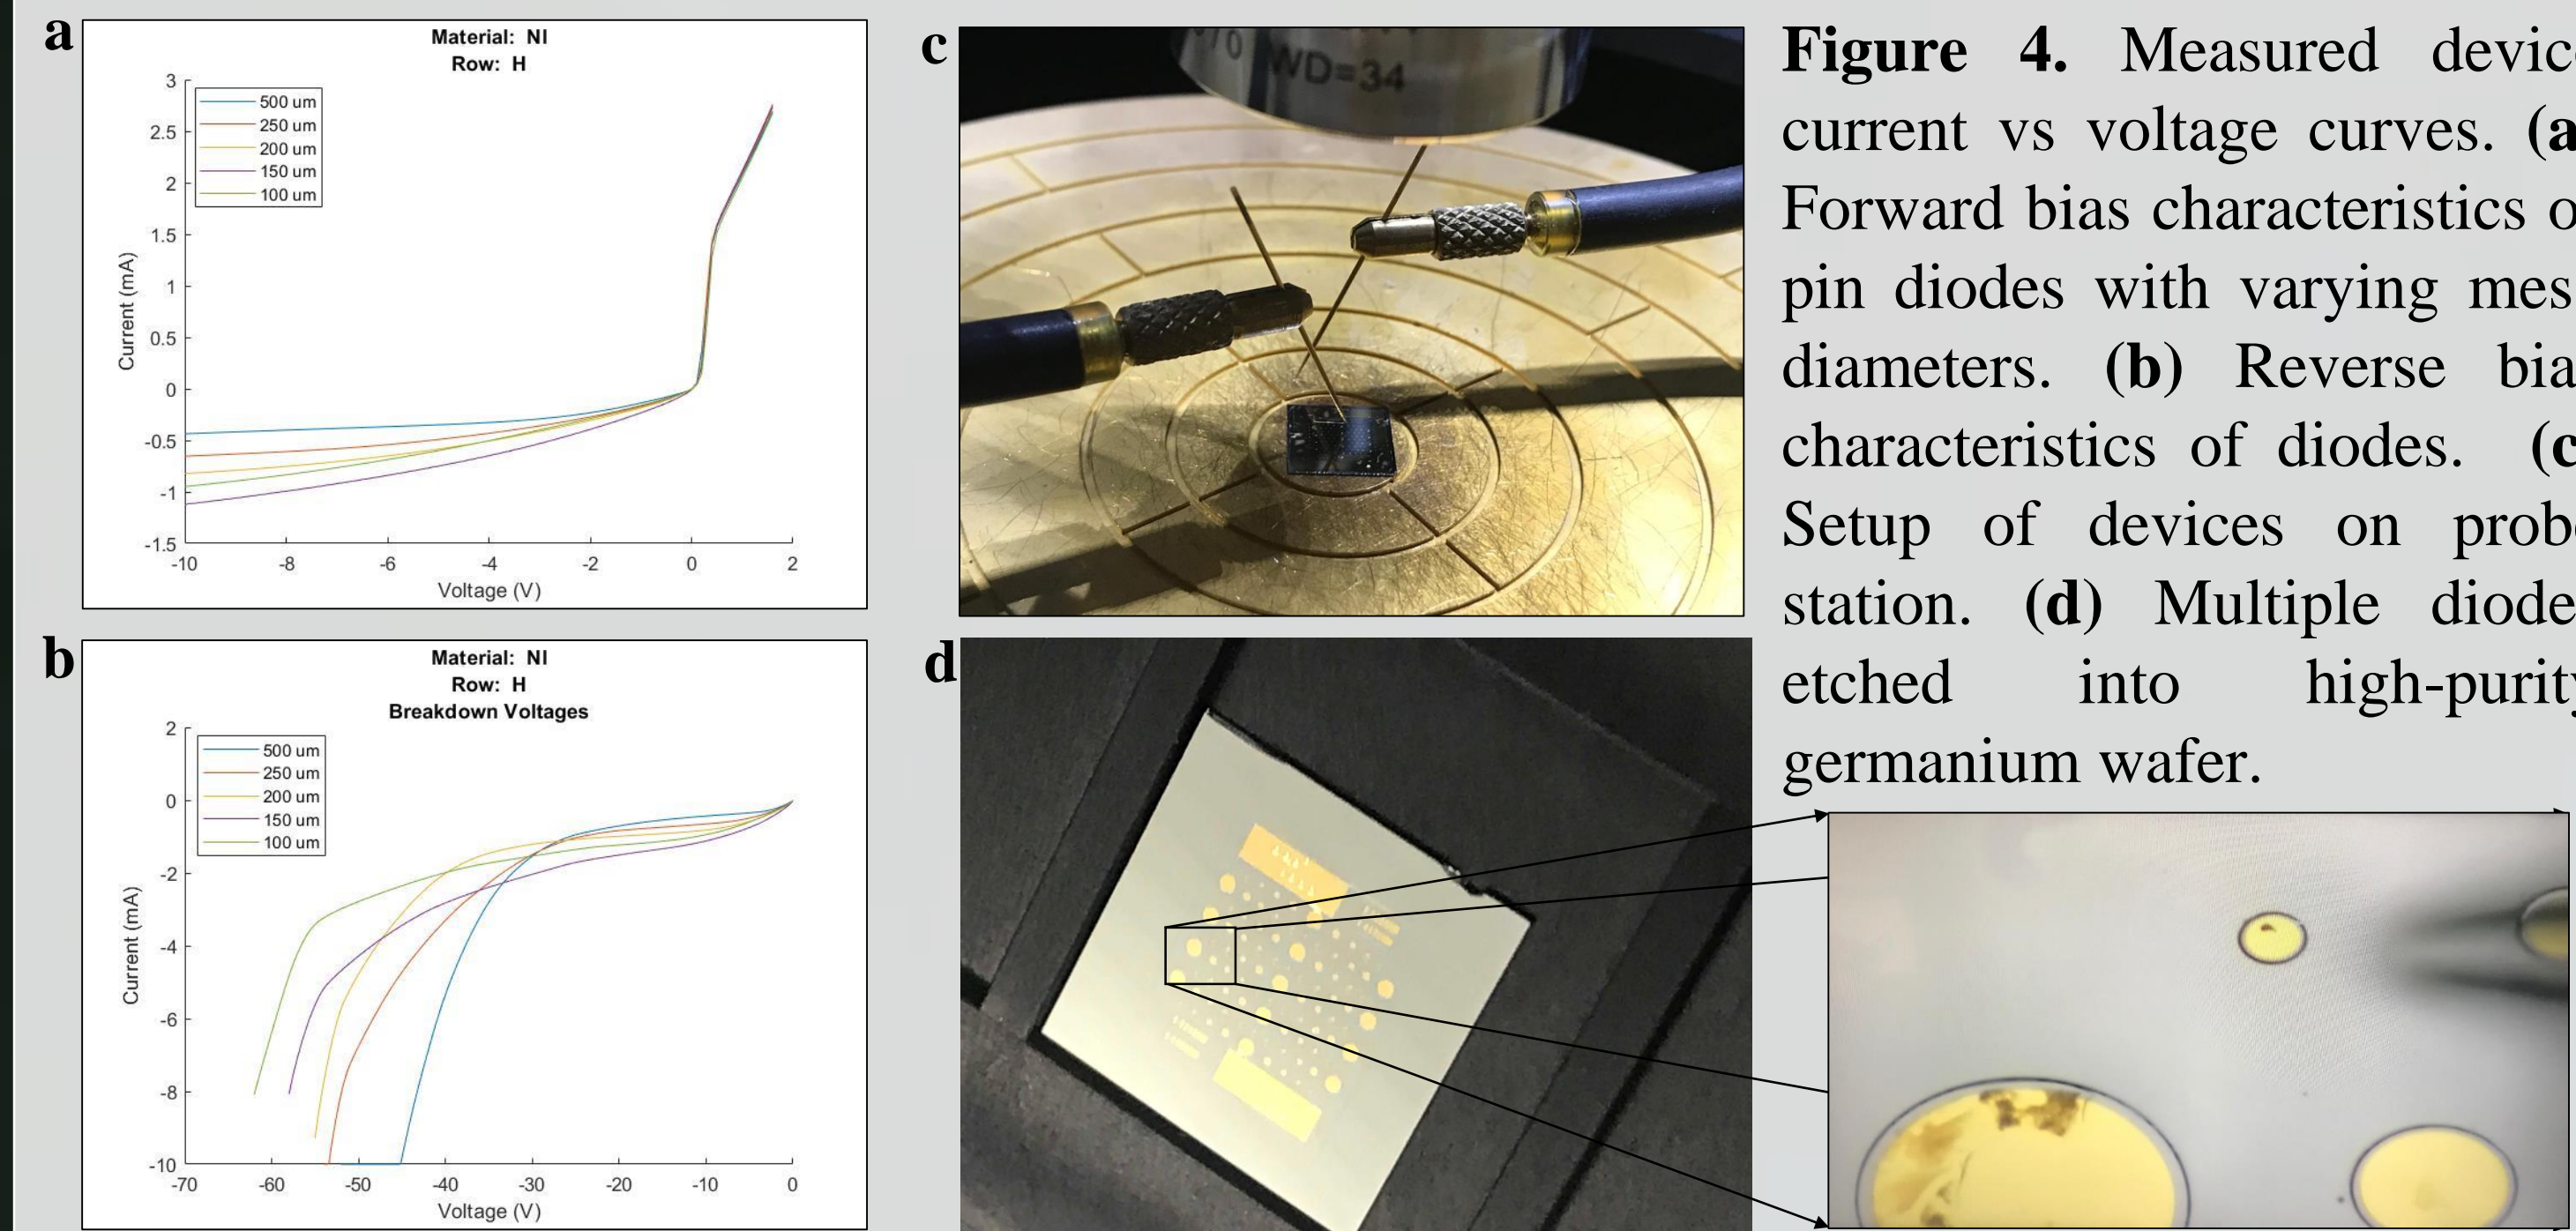 a
Material: NI
Row: H
3
2.5
2
1.5
1
0.5
0
-0.5
-1
-1.5
500 um
250 um
200 um
150 um
100 um
Current (mA)
-10 -8 -6 -4 -2 0 2
Voltage (V)
b
Material: NI
Row: H
Breakdown Voltages
2
0
-2
-4
-6
-8
-10
500 um
250 um
200 um
150 um
100 um
Current (mA)
-70 -60 -50 -40 -30 -20 -10 0
Voltage (V)
c
WD=34
d
Figure 4. Measured devic
current vs voltage curves. (a
Forward bias characteristics o
pin diodes with varying mes
diameters. (b) Reverse bia
characteristics of diodes. (c
Setup of devices on prob
station. (d) Multiple diode
etched into high-purity
germanium wafer.